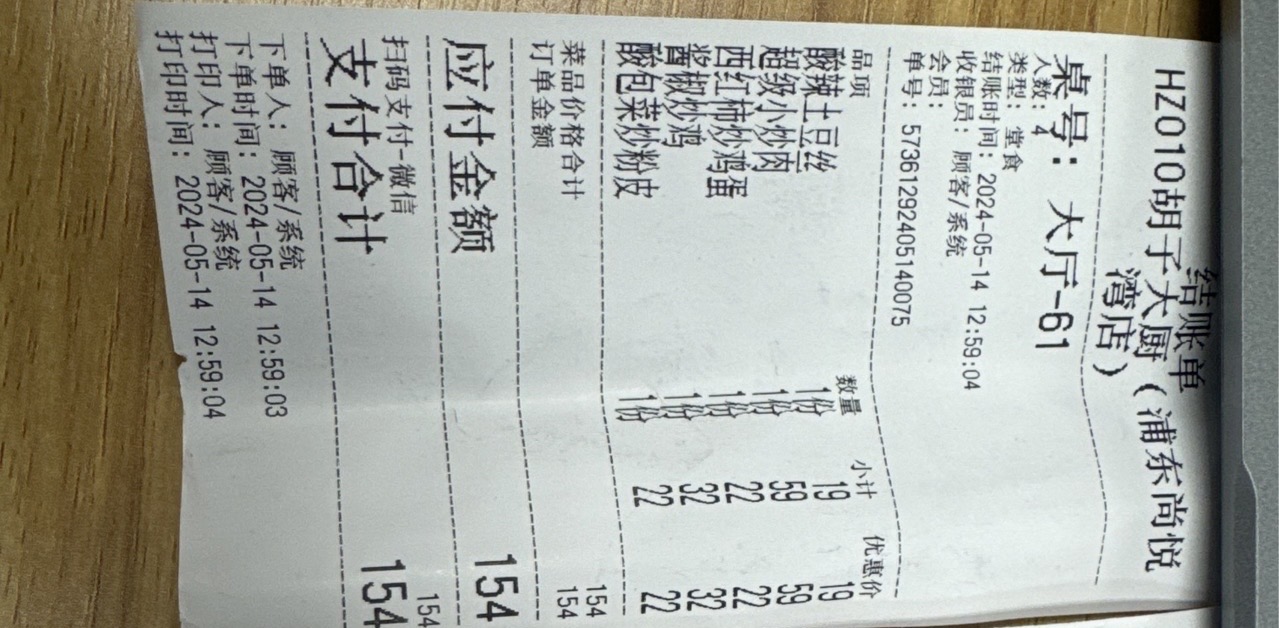 结账单
HZ0010胡子大厨（浦东尚悦
湾店）
桌号：大厅-61
人数：4
类型：堂食
结账时间：2024-05-14 12:59:04
收银员：顾客/系统
会员：
单号：57361292405140075
品项 数量 小计 优惠价
酸辣土豆丝 1份 19 19
超级小炒肉 1份 59 59
西红柿炒鸡蛋 1份 22 22
酱椒炒鸡 1份 32 32
酸包菜炒粉皮 1份 22 22
菜品价格合计 154
订单金额 154
应付金额 154
扫码支付-微信 154
支付合计 154
下单人：顾客/系统
下单时间：2024-05-14 12:59:03
打印人：顾客/系统
打印时间：2024-05-14 12:59:04